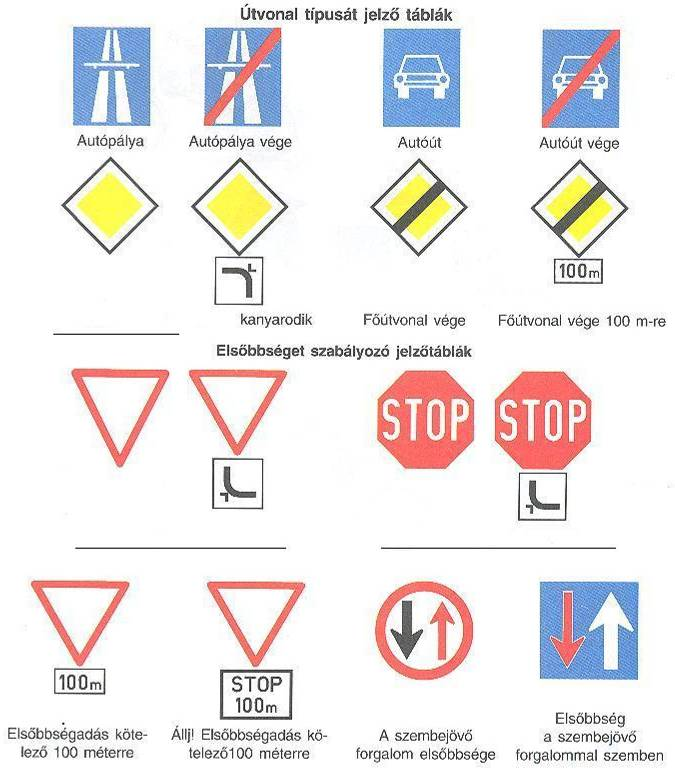 Útvonal típusát jelző táblák
Autópálya
Autópálya vége
Autóút
Autóút vége
100m
kanyarodik
Főútvonal vége
Főútvonal vége 100 m-re
Elsőbbséget szabályozó jelzőtáblák
STOP
STOP
100m
STOP
100m
Elsőbbségadás köte-
lező 100 méterre
Állj! Elsőbbségadás kö-
telező100 méterre
A szembejövő
forgalom elsőbbsége
Elsőbbség
a szembejövő
forgalommal szemben